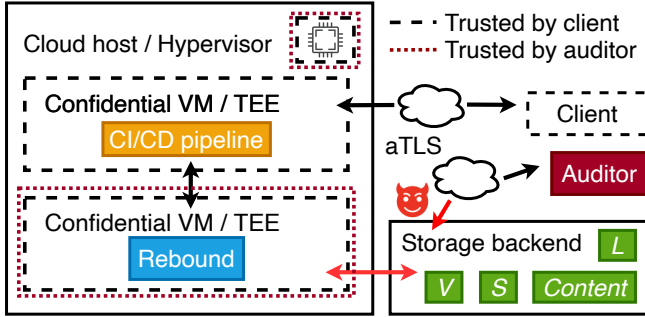 Cloud host / Hypervisor
Trusted by client
Trusted by auditor
Confidential VM / TEE
CI/CD pipeline
aTLS
Client
Auditor
Confidential VM / TEE
Rebound
Storage backend
L
V
S
Content